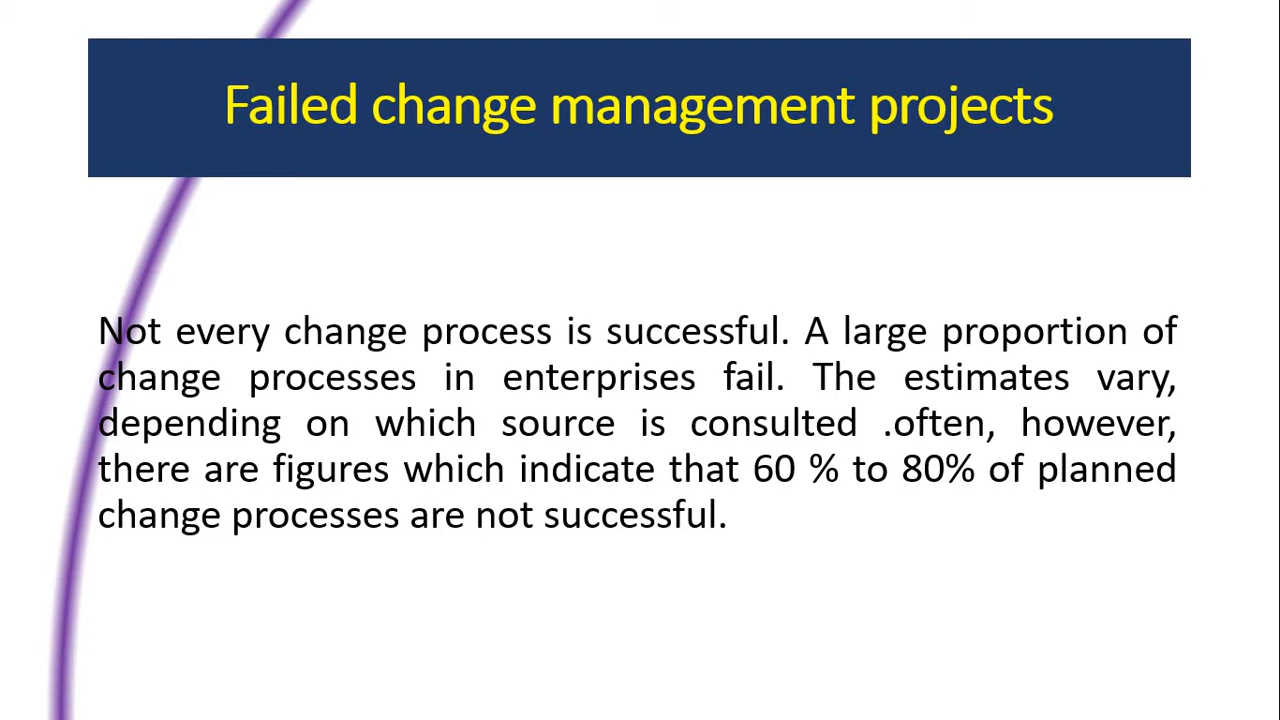 Failed change management projects
Not every change process is successful. A large proportion of
change processes in enterprises fail. The estimates vary,
depending on which source is consulted .often, however,
there are figures which indicate that 60 % to 80% of planned
change processes are not successful.